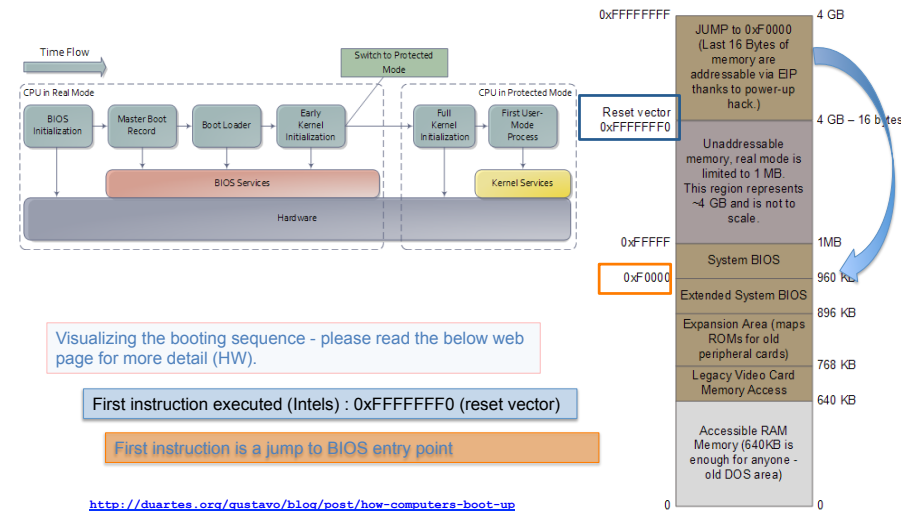 Time Flow
Switch to Protected
Mode
CPU in Real Mode
CPU in Protected Mode
BIOS
Initialization
Master Boot
Record
Boot Loader
Early
Kernel
Initialization
Full
Kernel
Initialization
First User-
Mode
Process
BIOS Services
Kernel Services
Hardware
Visualizing the booting sequence - please read the below web
page for more detail (HW).
First instruction executed (Intels) : 0xFFFFFFF0 (reset vector)
First instruction is a jump to BIOS entry point
http://duartes.org/gustavo/blog/post/how-computers-boot-up
0xFFFFFFFF
4 GB
JUMP to 0xF0000
(Last 16 Bytes of
memory are
addressable via EIP
thanks to power-up
hack.)
Reset vector
0xFFFFFFF0
4 GB – 16 bytes
Unaddressable
memory, real mode is
limited to 1 MB.
This region represents
~4 GB and is not to
scale.
0xFFFFF
1MB
System BIOS
0xF0000
960 KB
Extended System BIOS
896 KB
Expansion Area (maps
ROMs for old
peripheral cards)
768 KB
Legacy Video Card
Memory Access
640 KB
Accessible RAM
Memory (640KB is
enough for anyone -
old DOS area)
0
0